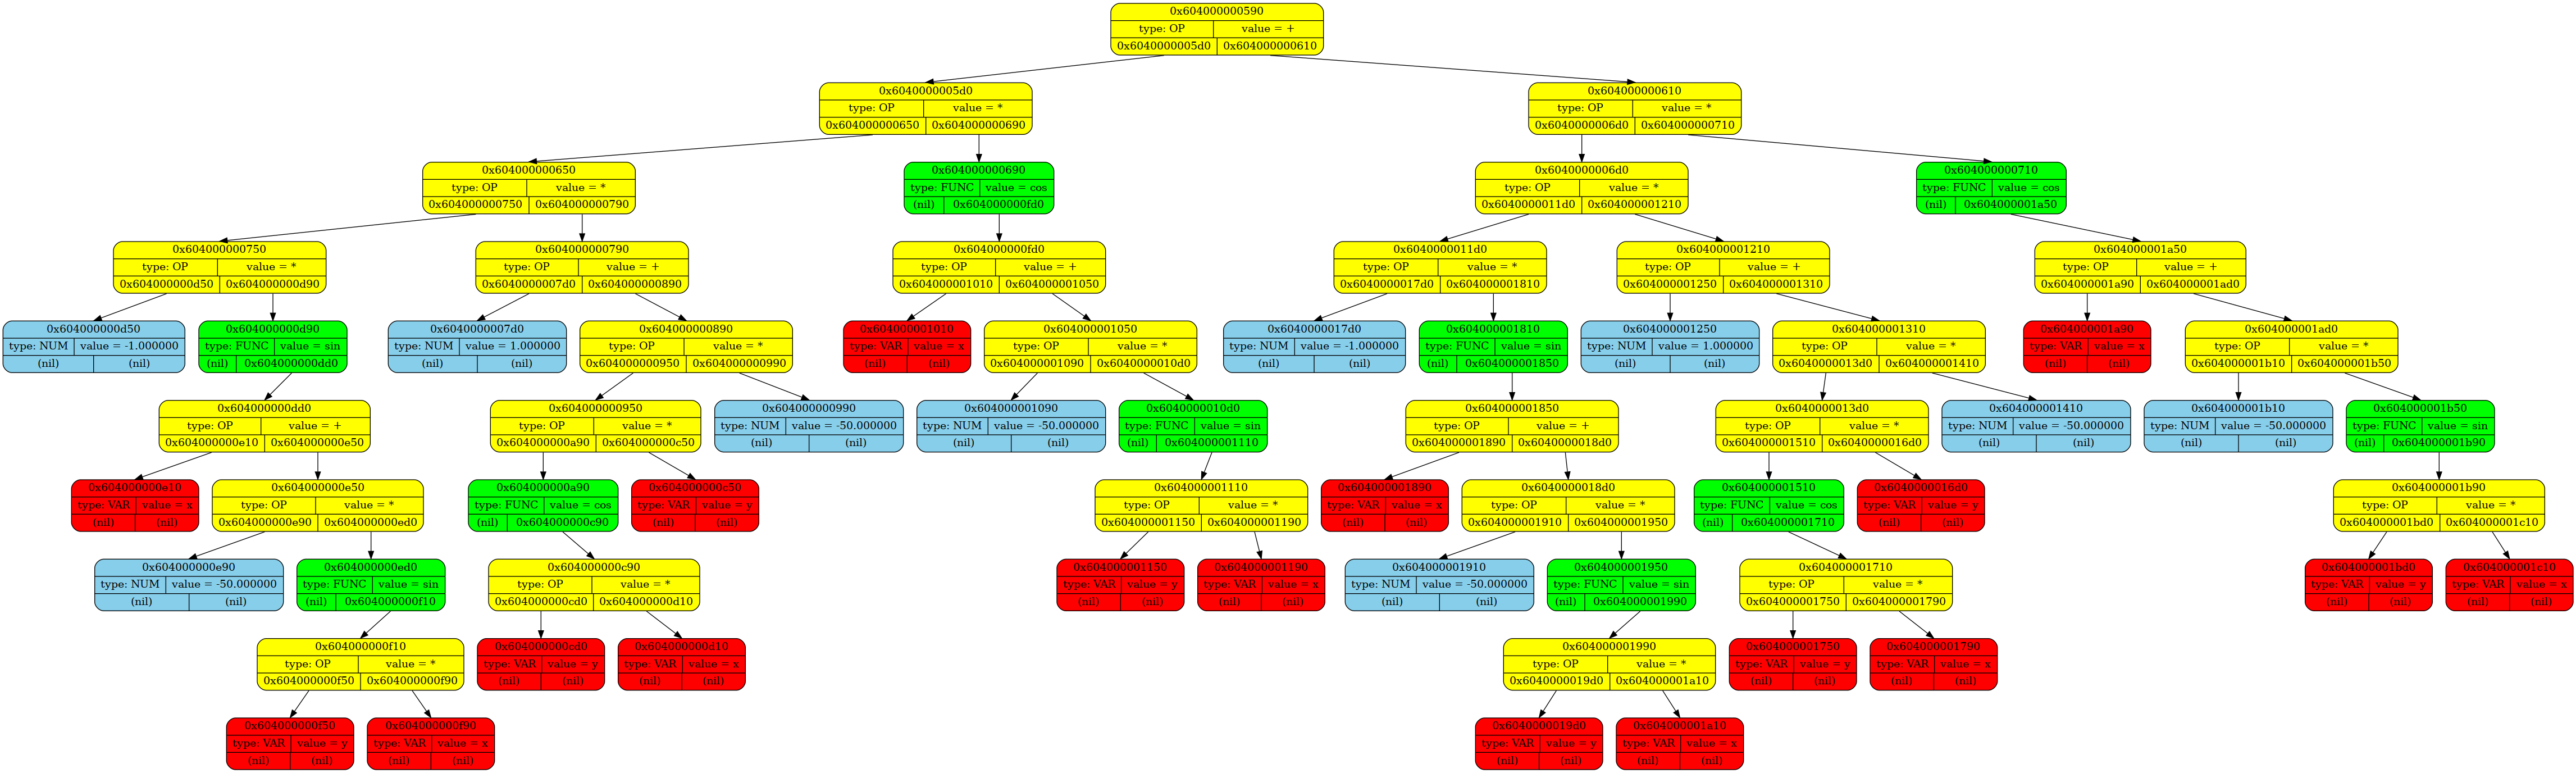 0x604000000590
type: OP value = +
0x6040000005d0 0x604000000610
0x6040000005d0
type: OP value = *
0x604000000650 0x604000000690
0x604000000610
type: OP value = *
0x6040000006d0 0x604000000710
0x604000000650
type: OP value = *
0x604000000750 0x604000000790
0x604000000690
type: FUNC value = cos
(nil) 0x604000000fd0
0x6040000006d0
type: OP value = *
0x6040000011d0 0x604000001210
0x604000000710
type: FUNC value = cos
(nil) 0x604000001a50
0x604000000750
type: OP value = *
0x604000000d50 0x604000000d90
0x604000000790
type: OP value = +
0x6040000007d0 0x604000000890
0x604000000fd0
type: OP value = +
0x604000001010 0x604000001050
0x6040000011d0
type: OP value = *
0x6040000017d0 0x604000001810
0x604000001210
type: OP value = +
0x604000001250 0x604000001310
0x604000001a50
type: OP value = +
0x604000001a90 0x604000001ad0
0x604000000d50
type: NUM value = -1.000000
(nil) (nil)
0x604000000d90
type: FUNC value = sin
(nil) 0x604000000dd0
0x6040000007d0
type: NUM value = 1.000000
(nil) (nil)
0x604000000890
type: OP value = *
0x604000000950 0x604000000990
0x604000001010
type: VAR value = x
(nil) (nil)
0x604000001050
type: OP value = *
0x604000001090 0x6040000010d0
0x6040000017d0
type: NUM value = -1.000000
(nil) (nil)
0x604000001810
type: FUNC value = sin
(nil) 0x604000001850
0x604000001250
type: NUM value = 1.000000
(nil) (nil)
0x604000001310
type: OP value = *
0x6040000013d0 0x604000001410
0x604000001a90
type: VAR value = x
(nil) (nil)
0x604000001ad0
type: OP value = *
0x604000001b10 0x604000001b50
0x604000000dd0
type: OP value = +
0x604000000e10 0x604000000e50
0x604000000950
type: OP value = *
0x604000000a90 0x604000000c50
0x604000000990
type: NUM value = -50.000000
(nil) (nil)
0x604000001090
type: NUM value = -50.000000
(nil) (nil)
0x6040000010d0
type: FUNC value = sin
(nil) 0x604000001110
0x604000001850
type: OP value = +
0x604000001890 0x6040000018d0
0x6040000013d0
type: OP value = *
0x604000001510 0x6040000016d0
0x604000001410
type: NUM value = -50.000000
(nil) (nil)
0x604000001b10
type: NUM value = -50.000000
(nil) (nil)
0x604000001b50
type: FUNC value = sin
(nil) 0x604000001b90
0x604000000e10
type: VAR value = x
(nil) (nil)
0x604000000e50
type: OP value = *
0x604000000e90 0x604000000ed0
0x604000000a90
type: FUNC value = cos
(nil) 0x604000000c90
0x604000000c50
type: VAR value = y
(nil) (nil)
0x604000001110
type: OP value = *
0x604000001150 0x604000001190
0x604000001890
type: VAR value = x
(nil) (nil)
0x6040000018d0
type: OP value = *
0x604000001910 0x604000001950
0x604000001510
type: FUNC value = cos
(nil) 0x604000001710
0x6040000016d0
type: VAR value = y
(nil) (nil)
0x604000001b90
type: OP value = *
0x604000001bd0 0x604000001c10
0x604000000e90
type: NUM value = -50.000000
(nil) (nil)
0x604000000ed0
type: FUNC value = sin
(nil) 0x604000000f10
0x604000000c90
type: OP value = *
0x604000000cd0 0x604000000d10
0x604000001150
type: VAR value = y
(nil) (nil)
0x604000001190
type: VAR value = x
(nil) (nil)
0x604000001910
type: NUM value = -50.000000
(nil) (nil)
0x604000001950
type: FUNC value = sin
(nil) 0x604000001990
0x604000001710
type: OP value = *
0x604000001750 0x604000001790
0x604000001bd0
type: VAR value = y
(nil) (nil)
0x604000001c10
type: VAR value = x
(nil) (nil)
0x604000000f10
type: OP value = *
0x604000000f50 0x604000000f90
0x604000000cd0
type: VAR value = y
(nil) (nil)
0x604000000d10
type: VAR value = x
(nil) (nil)
0x604000001990
type: OP value = *
0x6040000019d0 0x604000001a10
0x604000001750
type: VAR value = y
(nil) (nil)
0x604000001790
type: VAR value = x
(nil) (nil)
0x604000000f50
type: VAR value = y
(nil) (nil)
0x604000000f90
type: VAR value = x
(nil) (nil)
0x6040000019d0
type: VAR value = y
(nil) (nil)
0x604000001a10
type: VAR value = x
(nil) (nil)